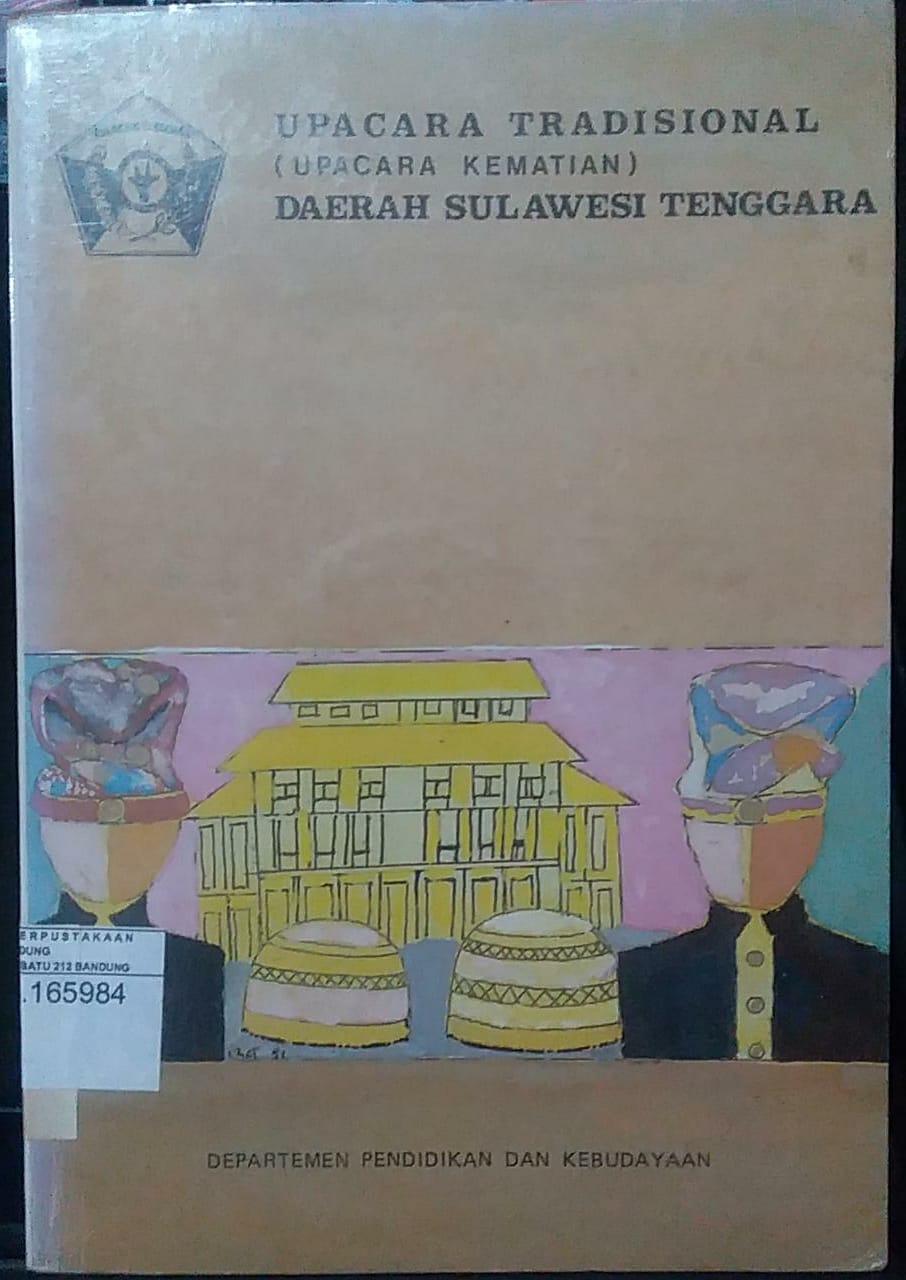 UPACARA TRADISIONAL
(UPACARA KEMATIAN)
DAERAH SULAWESI TENGGARA
ERPUSTAKAAN
DUNG
BATU 212 BANDUNG
.165984
DEPARTEMEN PENDIDIKAN DAN KEBUDAYAAN